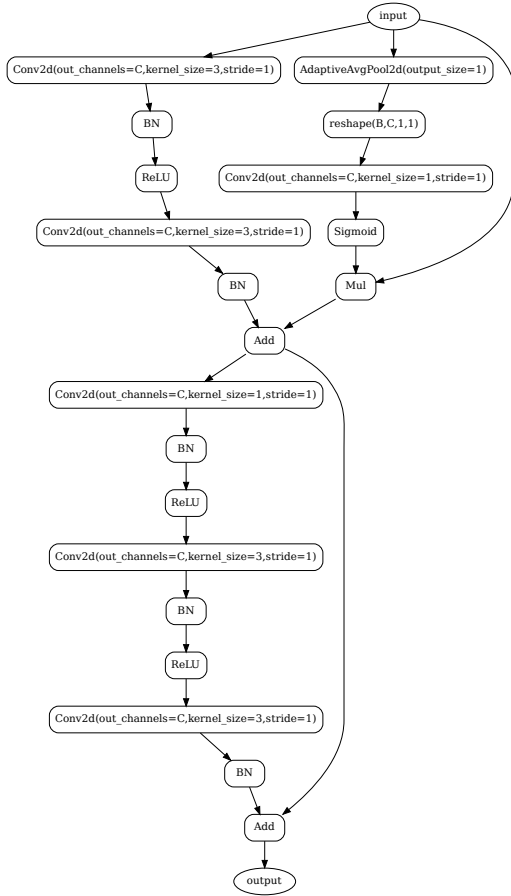 input
Conv2d(out_channels=C,kernel_size=3,stride=1)
AdaptiveAvgPool2d(output_size=1)
BN
reshape(B,C,1,1)
ReLU
Conv2d(out_channels=C,kernel_size=1,stride=1)
Conv2d(out_channels=C,kernel_size=3,stride=1)
Sigmoid
BN
Mul
Add
Conv2d(out_channels=C,kernel_size=1,stride=1)
BN
ReLU
Conv2d(out_channels=C,kernel_size=3,stride=1)
BN
ReLU
Conv2d(out_channels=C,kernel_size=3,stride=1)
BN
Add
output